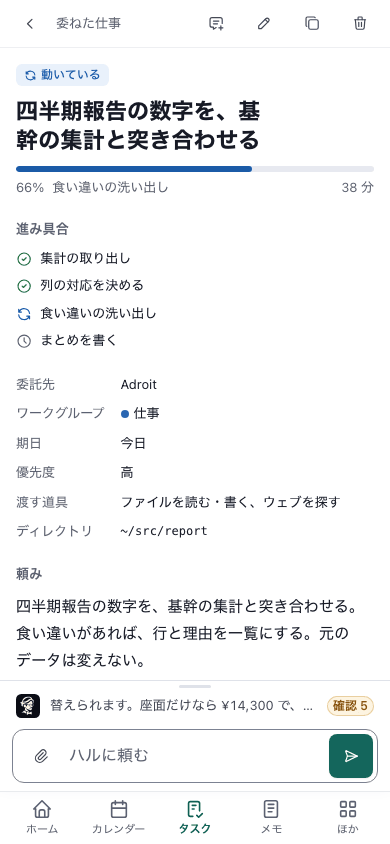 委ねた仕事
動いている
四半期報告の数字を、基
幹の集計と突き合わせる
66% 食い違いの洗い出し 38 分
進み具合
集計の取り出し
列の対応を決める
食い違いの洗い出し
まとめを書く
委託先 Adroit
ワークグループ 仕事
期日 今日
優先度 高
渡す道具 ファイルを読む・書く、ウェブを探す
ディレクトリ ~/src/report
頼み
四半期報告の数字を、基幹の集計と突き合わせる。
食い違いがあれば、行と理由を一覧にする。元の
データは変えない。
替えられます。座面だけなら ¥14,300 で、... 確認 5
ハルに頼む
ホーム カレンダー タスク メモ ほか